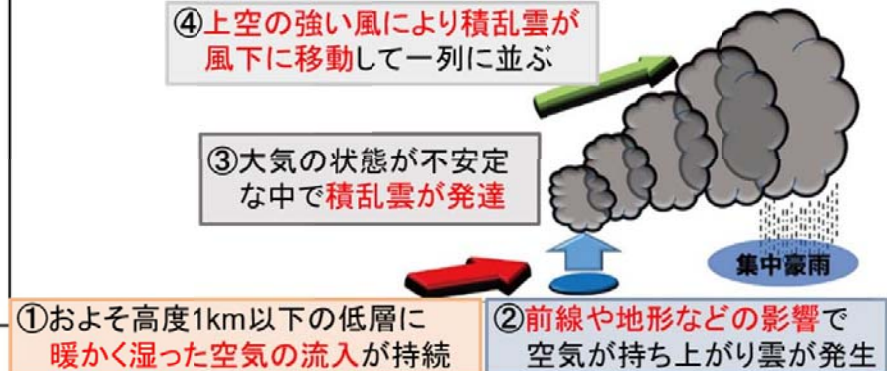 ④上空の強い風により積乱雲が
風下に移動して一列に並ぶ
③大気の状態が不安定
な中で積乱雲が発達
集中豪雨
①およそ高度1km以下の低層に
暖かく湿った空気の流入が持続
②前線や地形などの影響で
空気が持ち上がり雲が発生